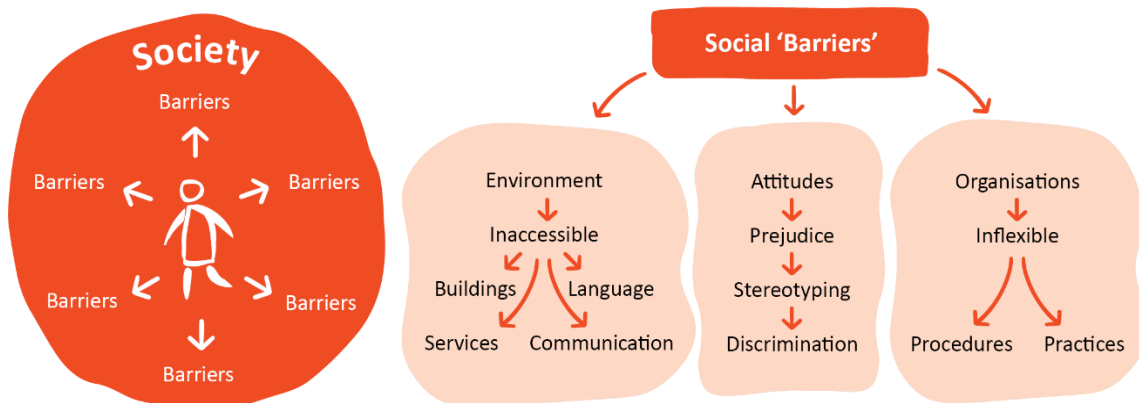 Society
Barriers
Barriers
Barriers
Barriers
Barriers
Barriers
Social ‘Barriers’
Environment
Inaccessible
Buildings
Language
Services
Communication
Attitudes
Prejudice
Stereotyping
Discrimination
Organisations
Inflexible
Procedures
Practices